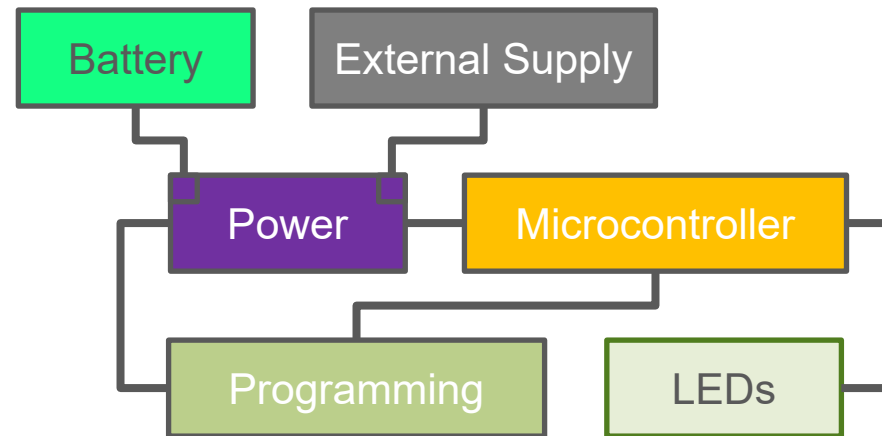 Battery
External Supply
Power
Microcontroller
Programming
LEDs